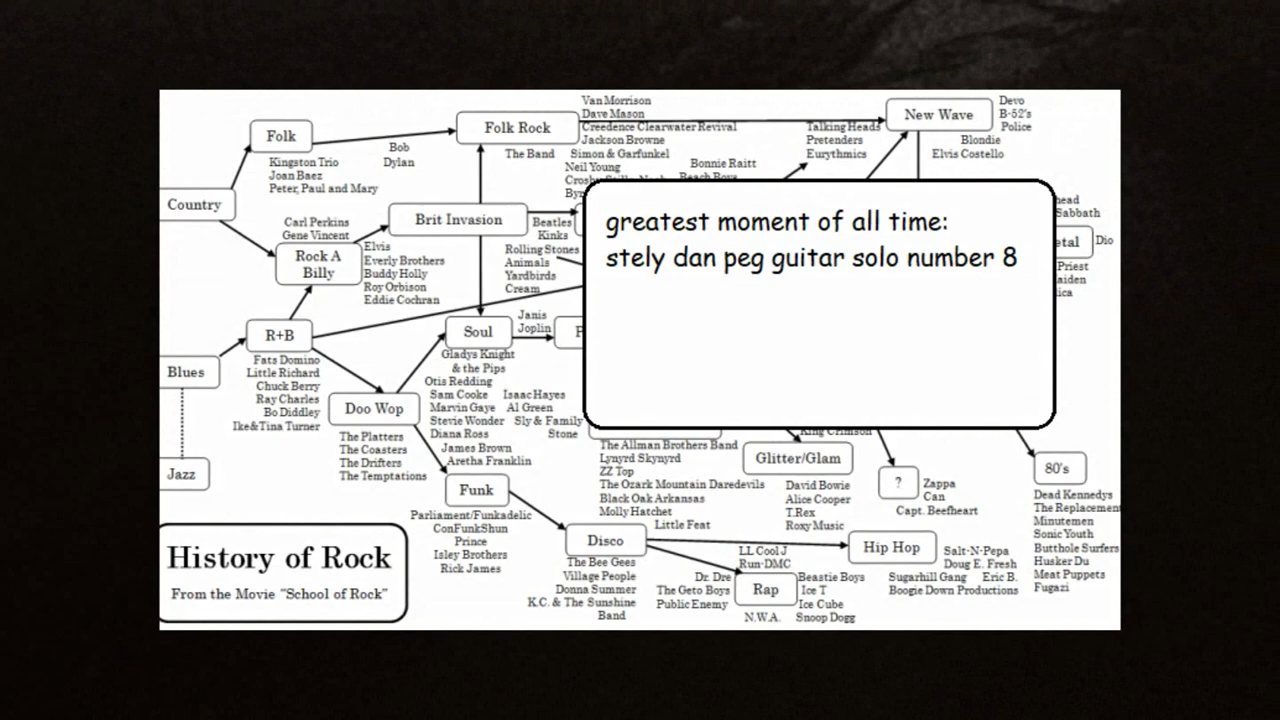 Van Morrison
Dave Mason
Creedence Clearwater Revival
Jackson Browne
Simon & Garfunkel
Neil Young
New Wave
Devo
B-52's
Police
Blondie
Elvis Costello
Talking Heads
Pretenders
Eurythmics
Bonnie Raitt
Beach Boys
Folk
Bob
Dylan
Folk Rock
The Band
Kingston Trio
Joan Baez
Peter, Paul and Mary
Country
Carl Perkins
Gene Vincent
Brit Invasion
Beatles
Kinks
Rolling Stones
Animals
Yardbirds
Cream
Rock A
Billy
Elvis
Everly Brothers
Buddy Holly
Roy Orbison
Eddie Cochran
greatest moment of all time:
stely dan peg guitar solo number 8
Sabbath
Dio
Priest
R+B
Fats Domino
Little Richard
Chuck Berry
Ray Charles
Bo Diddley
Ike&Tina Turner
Soul
Janis
Joplin
Gladys Knight
& the Pips
Otis Redding
Sam Cooke
Marvin Gaye
Stevie Wonder
Diana Ross
James Brown
Aretha Franklin
Isaac Hayes
Al Green
Sly & Family
Stone
Blues
Jazz
Doo Wop
The Platters
The Coasters
The Drifters
The Temptations
Funk
Parliament/Funkadelic
ConFunkShun
Prince
Isley Brothers
Rick James
The Allman Brothers Band
Lynyrd Skynyrd
ZZ Top
The Ozark Mountain Daredevils
Black Oak Arkansas
Molly Hatchet
Little Feat
King Crimson
Glitter/Glam
David Bowie
Alice Cooper
T.Rex
Roxy Music
?
Zappa
Can
Capt. Beefheart
80's
Dead Kennedys
The Replacement
Minutemen
Sonic Youth
Butthole Surfers
Husker Du
Meat Puppets
Fugazi
Disco
The Bee Gees
Village People
Donna Summer
K.C. & The Sunshine
Band
Hip Hop
Salt-N-Pepa
Doug E. Fresh
Sugarhill Gang Eric B.
Boogie Down Productions
LL Cool J
Run-DMC
Rap
Dr. Dre
The Geto Boys
Public Enemy
N.W.A.
Beastie Boys
Ice T
Ice Cube
Snoop Dogg
History of Rock
From the Movie "School of Rock"